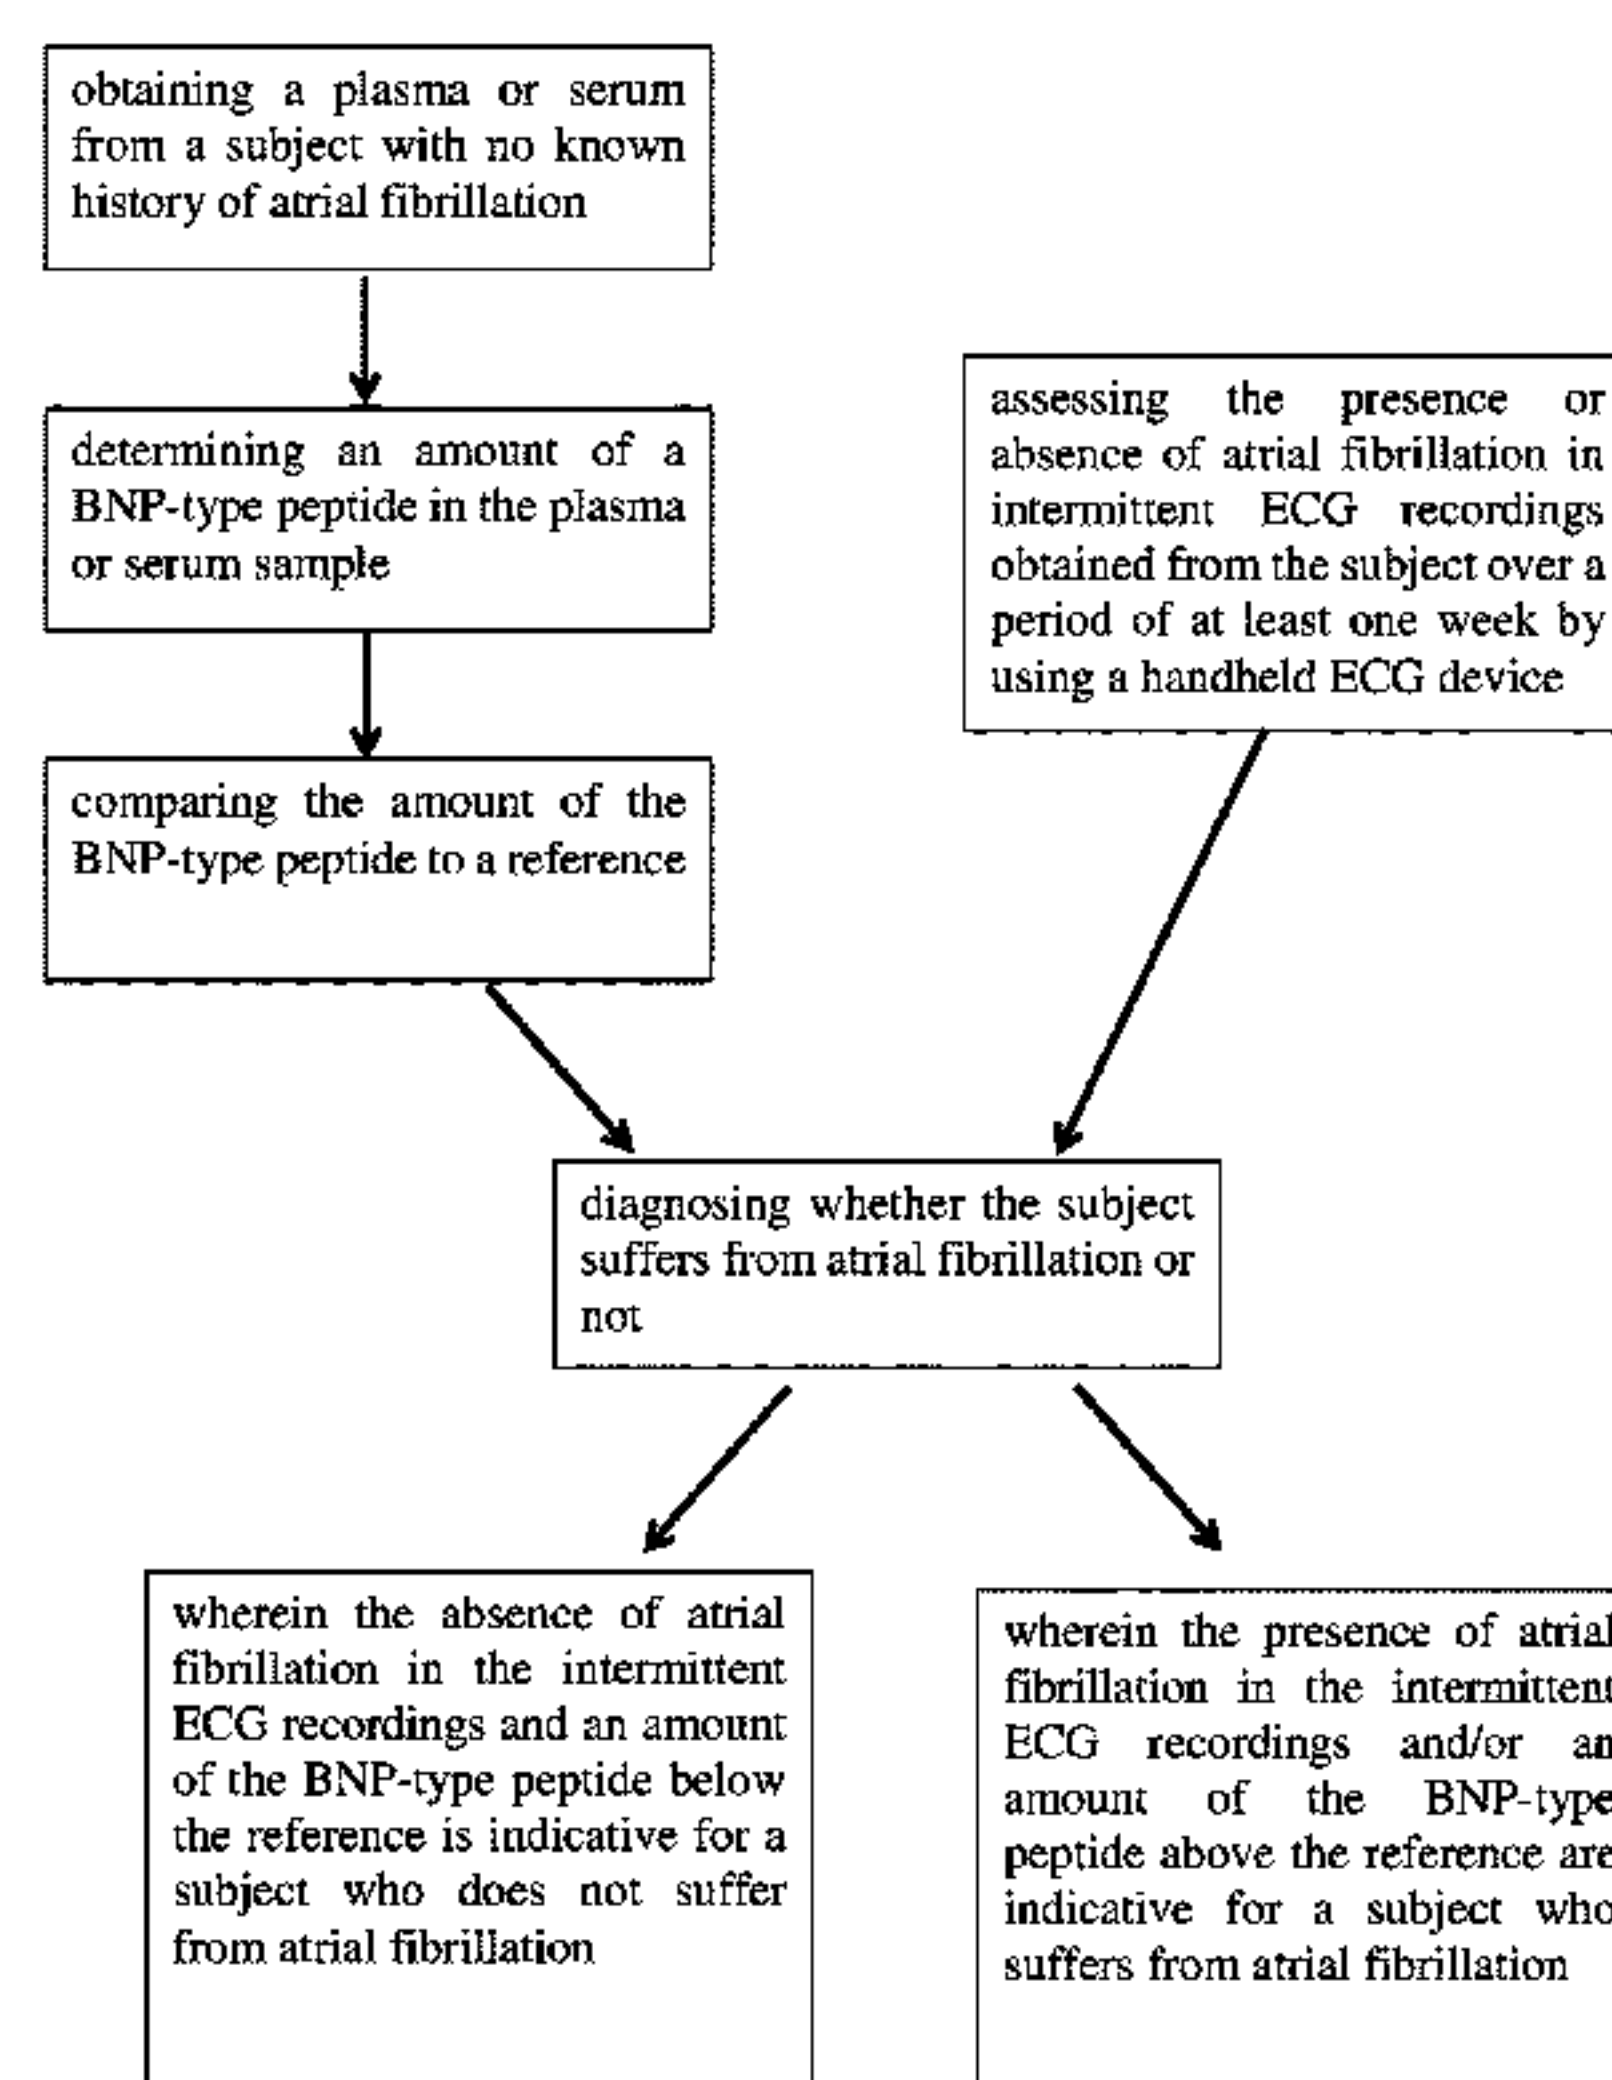 obtaining a plasma or serum
from a subject with no known
history of atrial fibrillation
determining an amount of a
BNP-type peptide in the plasma
or serum sample
comparing the amount of the
BNP-type peptide to a reference
assessing the presence or
absence of atrial fibrillation in
intermittent ECG recordings
obtained from the subject over a
period of at least one week by
using a handheld ECG device
diagnosing whether the subject
suffers from atrial fibrillation or
not
wherein the absence of atrial
fibrillation in the intermittent
ECG recordings and an amount
of the BNP-type peptide below
the reference is indicative for a
subject who does not suffer
from atrial fibrillation
wherein the presence of atrial
fibrillation in the intermittent
ECG recordings and/or an
amount of the BNP-type
peptide above the reference are
indicative for a subject who
suffers from atrial fibrillation